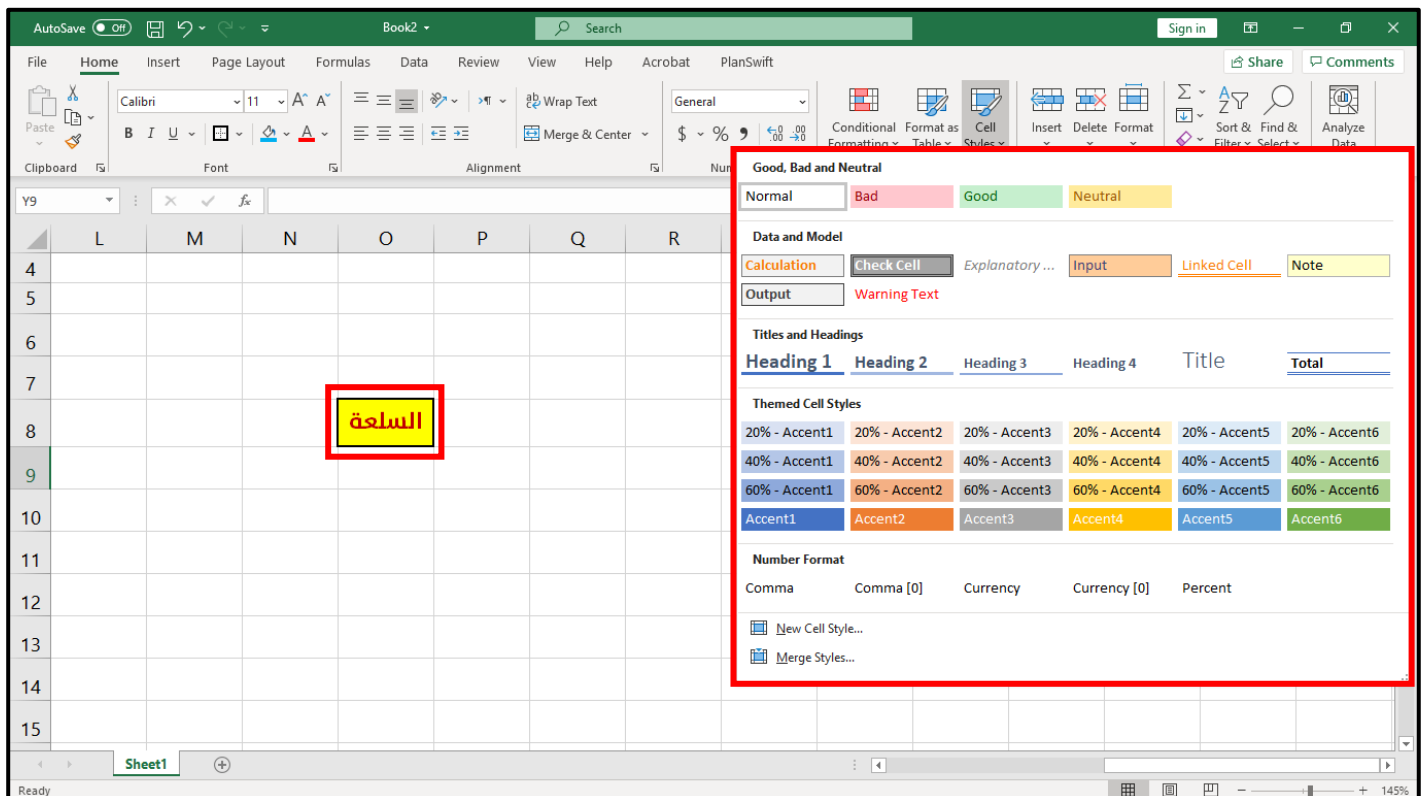 AutoSave Off Book2 Search Sign in
File Home Insert Page Layout Formulas Data Review View Help Acrobat PlanSwift Share Comments
Paste
Calibri 11 A^ Aˇ
ab Wrap Text
General
B I U A
Merge & Center
$ % 9 .00
Conditional Formatting
Format as Table
Cell Styles
Insert Delete Format
Sort & Filter
Find & Select
Analyze Data
Clipboard Font Alignment Num
Y9 fx
L M N O P Q R
4
5
6
7
8 السلعة
9
10
11
12
13
14
15
Good, Bad and Neutral
Normal Bad Good Neutral
Data and Model
Calculation Check Cell Explanatory ... Input Linked Cell Note
Output Warning Text
Titles and Headings
Heading 1 Heading 2 Heading 3 Heading 4 Title Total
Themed Cell Styles
20% - Accent1 20% - Accent2 20% - Accent3 20% - Accent4 20% - Accent5 20% - Accent6
40% - Accent1 40% - Accent2 40% - Accent3 40% - Accent4 40% - Accent5 40% - Accent6
60% - Accent1 60% - Accent2 60% - Accent3 60% - Accent4 60% - Accent5 60% - Accent6
Accent1 Accent2 Accent3 Accent4 Accent5 Accent6
Number Format
Comma Comma [0] Currency Currency [0] Percent
New Cell Style...
Merge Styles...
Sheet1
Ready 145%